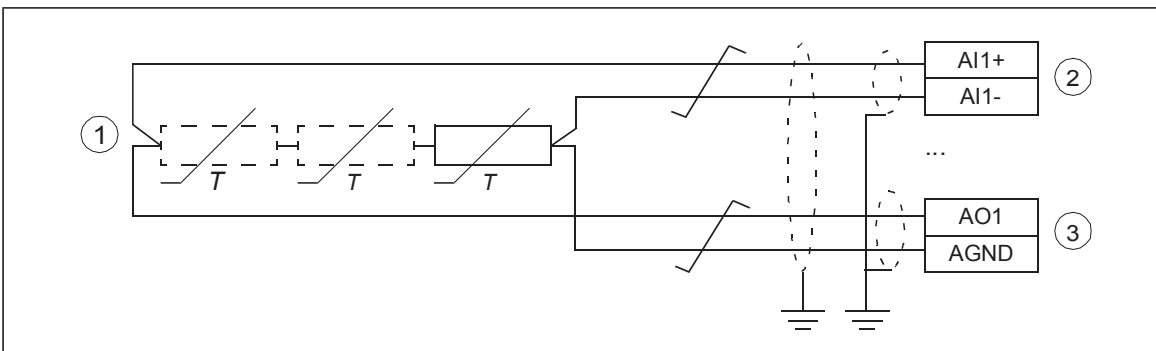 AI1+
2
AI1-
1
...
T T T
AO1
3
AGND